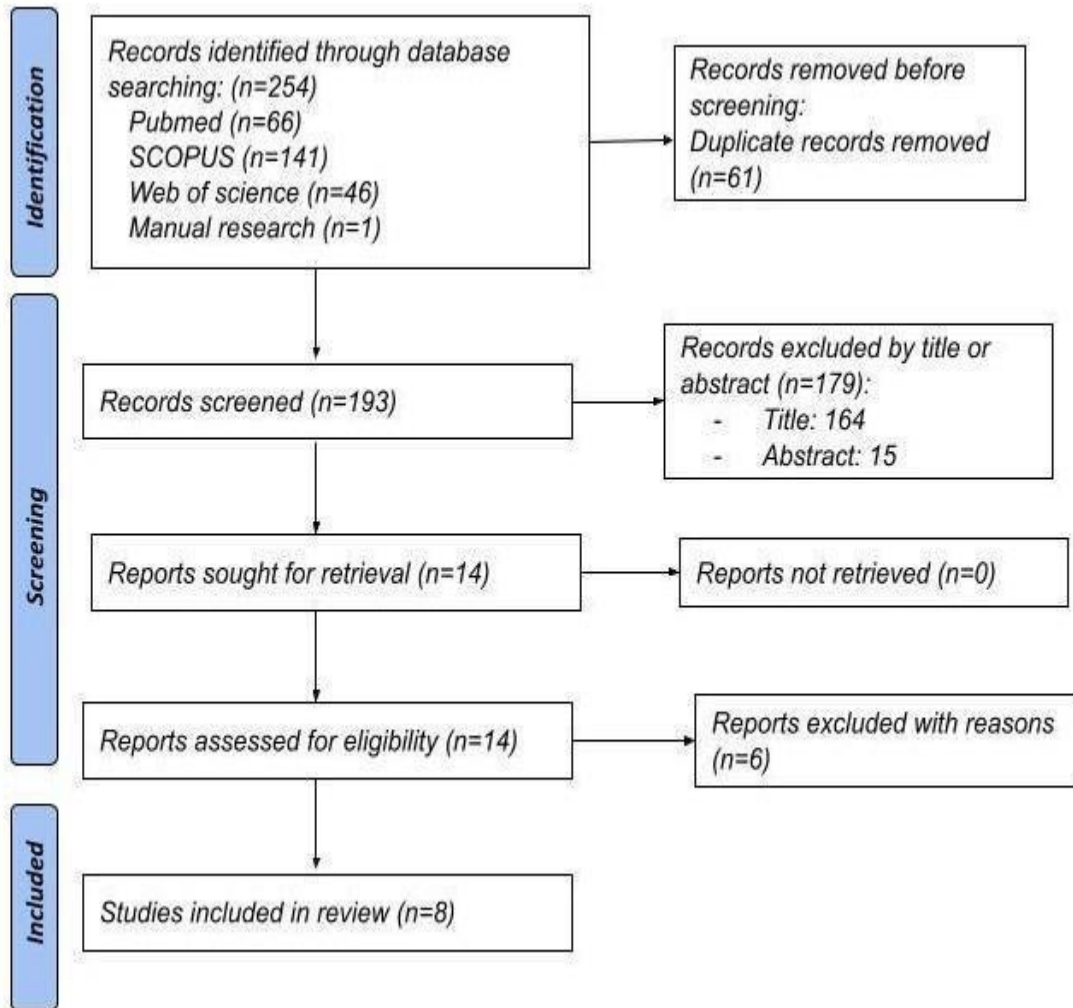 Identification
Records identified through database
searching: (n=254)
Pubmed (n=66)
SCOPUS (n=141)
Web of science (n=46)
Manual research (n=1)
Records removed before
screening:
Duplicate records removed
(n=61)
Screening
Records screened (n=193)
Records excluded by title or
abstract (n=179):
- Title: 164
- Abstract: 15
Reports sought for retrieval (n=14)
Reports not retrieved (n=0)
Reports assessed for eligibility (n=14)
Reports excluded with reasons
(n=6)
Included
Studies included in review (n=8)